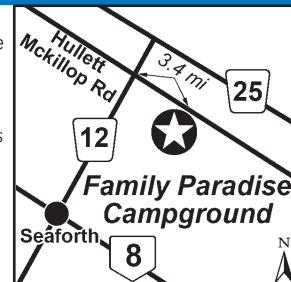 Hullett
Mckillop Rd
3.4 mi
25
12
Family Paradise
Campground
Seaforth
8
N